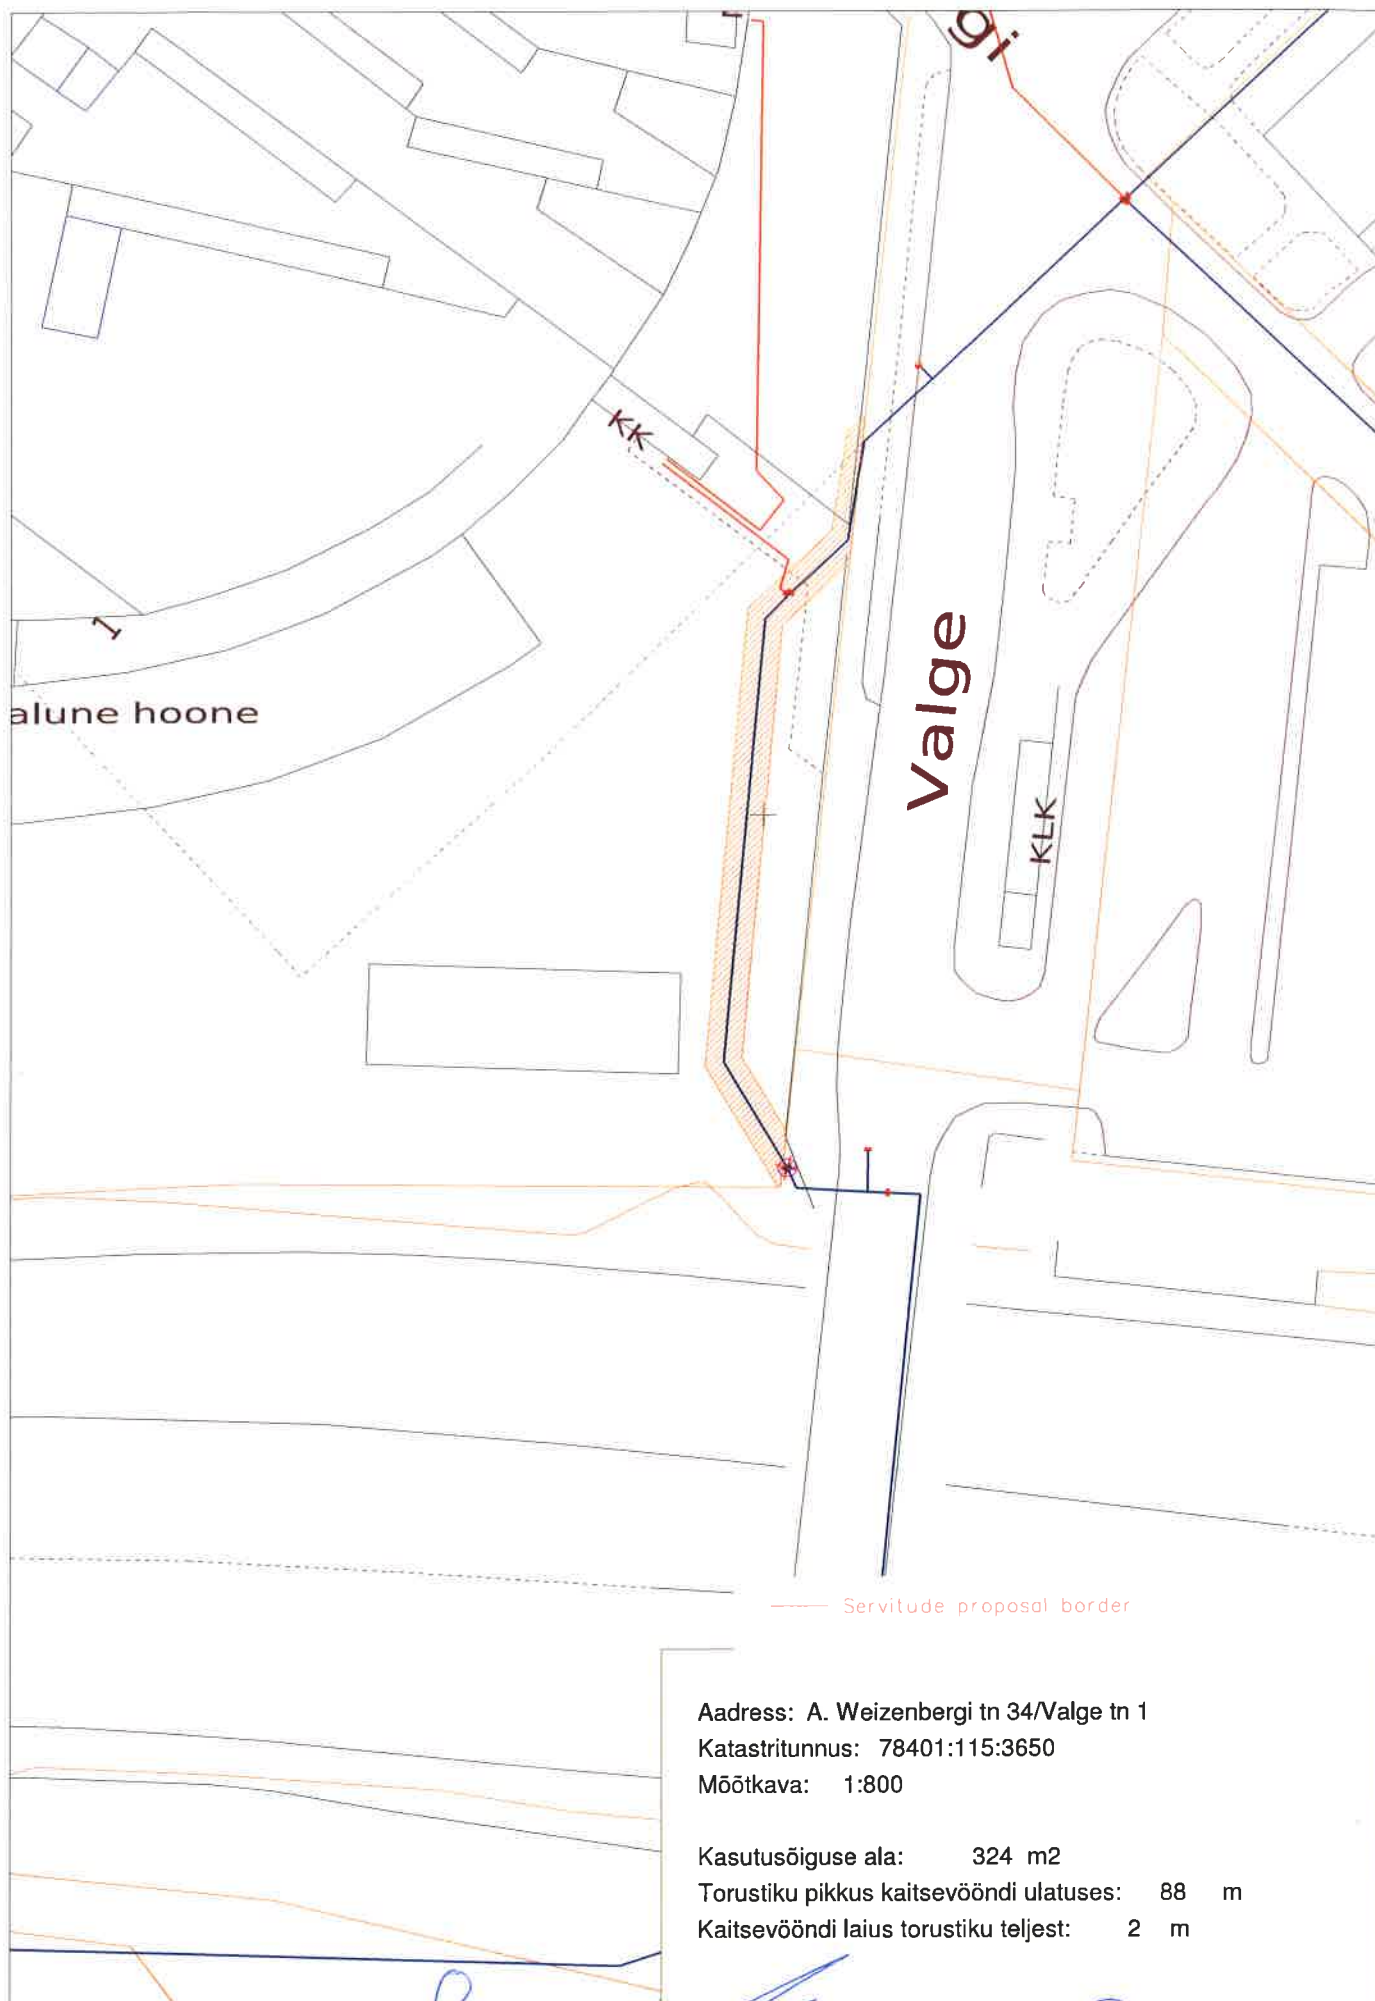 gi
KK
1
alune hoone
Valge
KLK
Servitude proposal border
Aadress: A. Weizenbergi tn 34/Valge tn 1
Katastritunnus: 78401:115:3650
Mõõtkava: 1:800
Kasutusõiguse ala: 324 m2
Torustiku pikkus kaitsevööndi ulatuses: 88 m
Kaitsevööndi laius torustiku teljest: 2 m